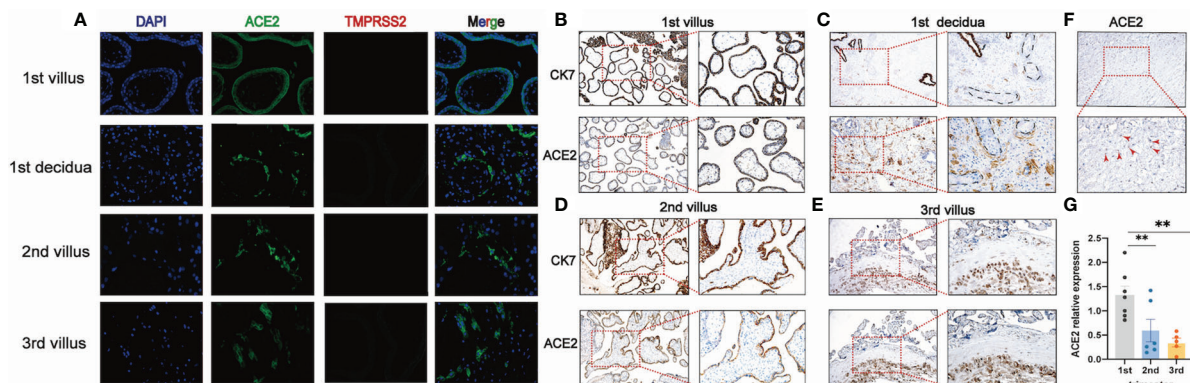 A
DAPI
ACE2
TMPRSS2
Merge
1st villus
1st decidua
2nd villus
3rd villus
B
1st villus
CK7
ACE2
C
1st decidua
D
2nd villus
CK7
ACE2
E
3rd villus
F
ACE2
G
**
**
ACE2 relative expression
2.5
2.0
1.5
1.0
0.5
0.0
1st 2nd 3rd